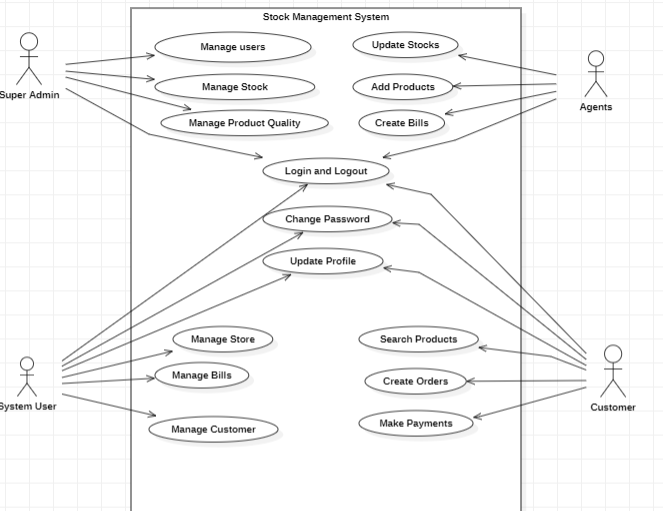 Stock Management System
Manage users
Update Stocks
Super Admin
Manage Stock
Add Products
Agents
Manage Product Quality
Create Bills
Login and Logout
Change Password
Update Profile
Manage Store
Search Products
Manage Bills
Create Orders
System User
Customer
Manage Customer
Make Payments